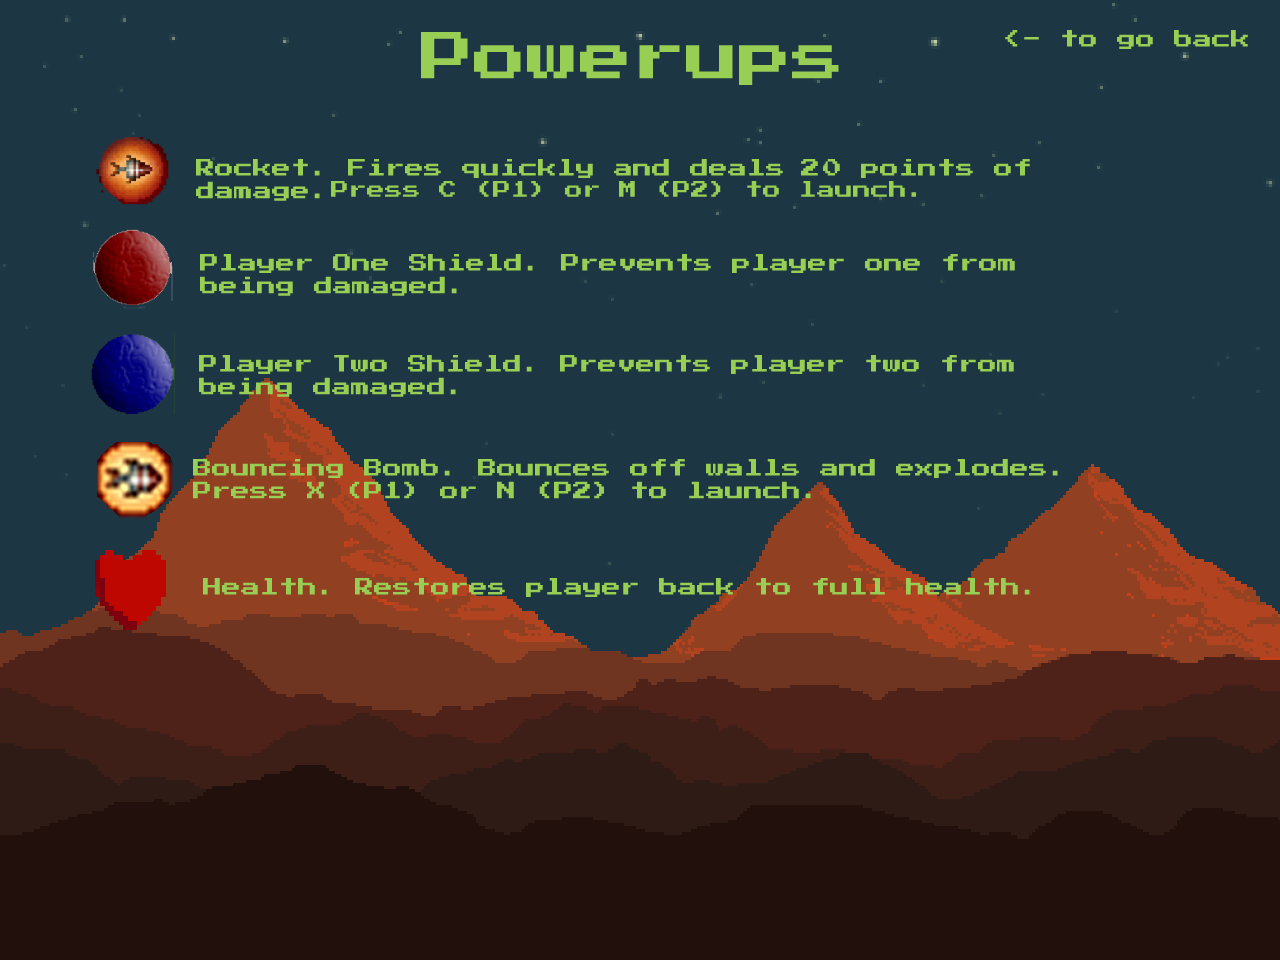 Powerups
<- to go back
Rocket. Fires quickly and deals 20 points of
damage.Press C (P1) or M (P2) to launch.
Player One Shield. Prevents player one from
being damaged.
Player Two Shield. Prevents player two from
being damaged.
Bouncing Bomb. Bounces off walls and explodes.
Press X (P1) or N (P2) to launch.
Health. Restores player back to full health.